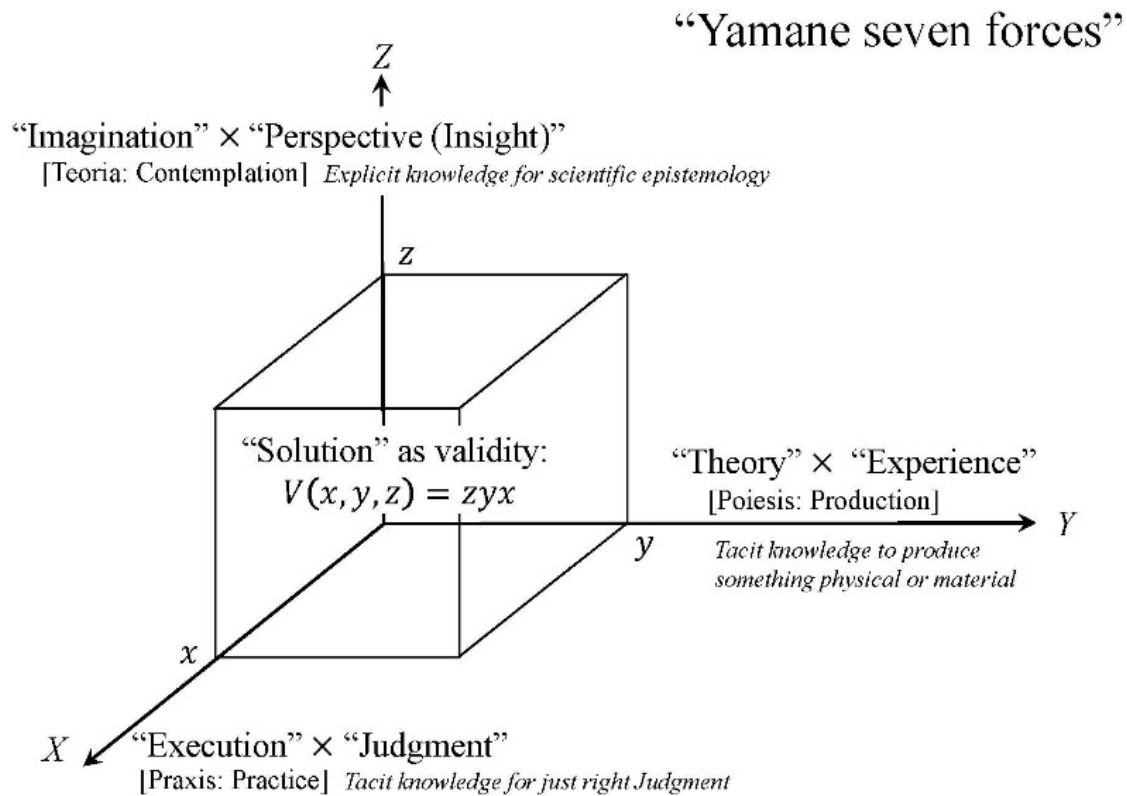 “Yamane seven forces”
Z
“Imagination” × “Perspective (Insight)”
[Teoria: Contemplation] Explicit knowledge for scientific epistemology
z
“Solution” as validity:
V(x, y, z) = zyx
“Theory” × “Experience”
[Poiesis: Production]
Y
y
Tacit knowledge to produce
something physical or material
x
X
“Execution” × “Judgment”
[Praxis: Practice] Tacit knowledge for just right Judgment